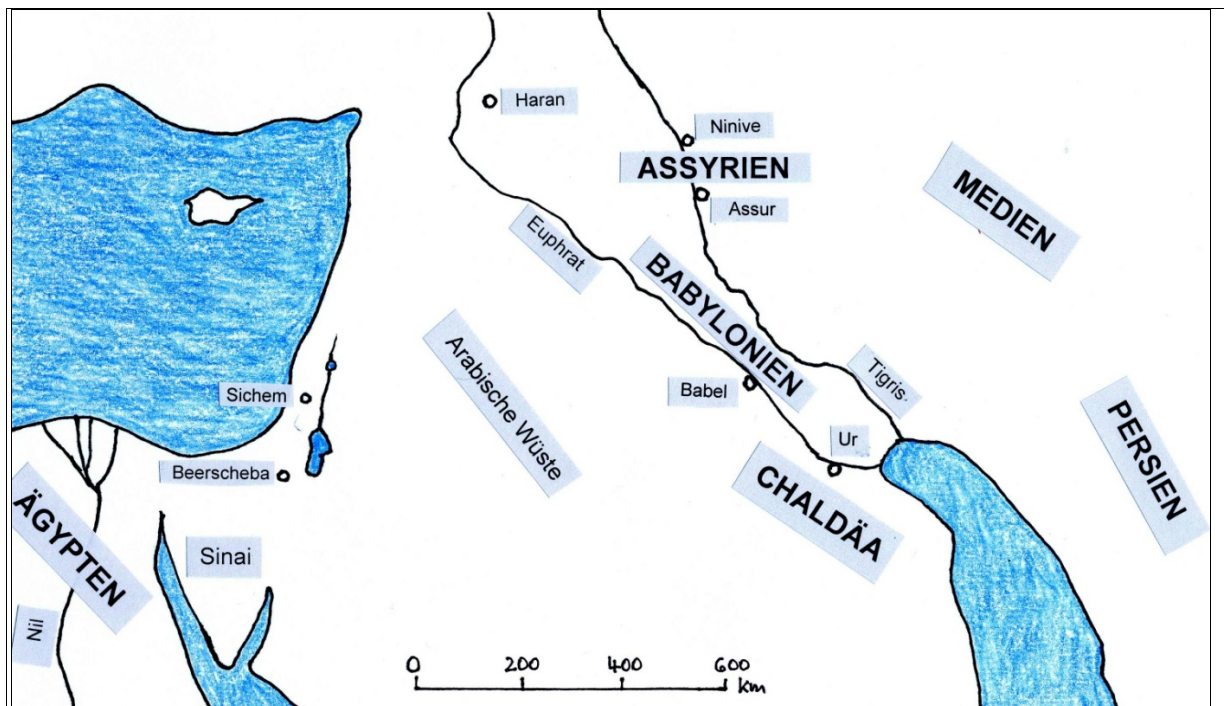 Haran
Ninive
ASSYRIEN
Assur
MEDIEN
Euphrat
BABYLONIEN
Arabische Wüste
Tigris
Sichem
Babel
PERSIEN
Ur
Beerscheba
CHALDÄA
ÄGYPTEN
Sinai
Nil
0 200 400 600
km